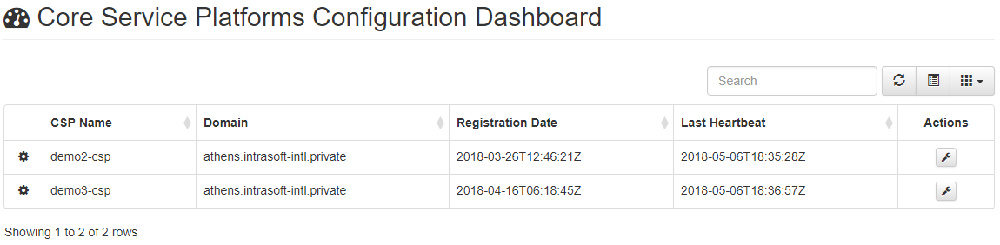 Core Service Platforms Configuration Dashboard
Search
CSP Name Domain Registration Date Last Heartbeat Actions
demo2-csp athens.intrasoft-intl.private 2018-03-26T12:46:21Z 2018-05-06T18:35:28Z
demo3-csp athens.intrasoft-intl.private 2018-04-16T06:18:45Z 2018-05-06T18:36:57Z
Showing 1 to 2 of 2 rows